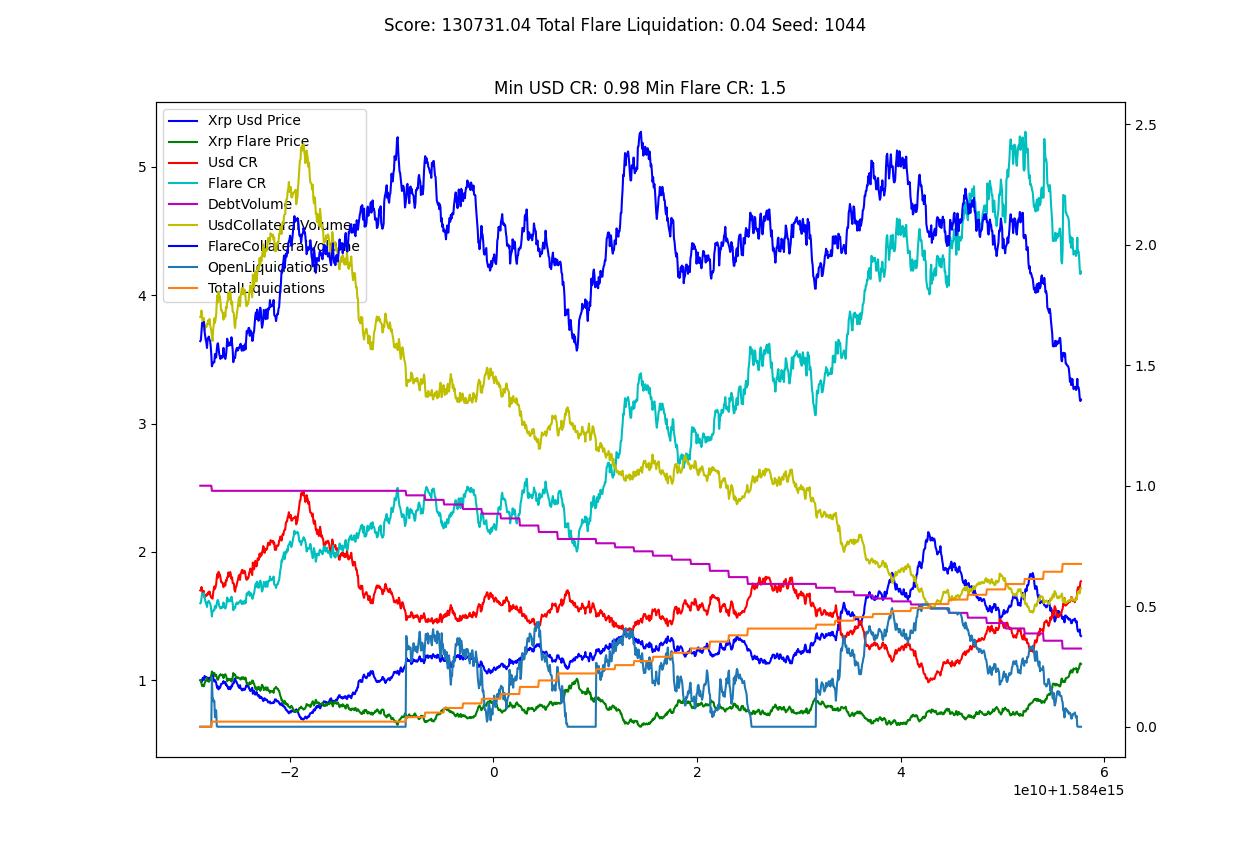 Score: 130731.04 Total Flare Liquidation: 0.04 Seed: 1044
Min USD CR: 0.98 Min Flare CR: 1.5
Xrp Usd Price
Xrp Flare Price
Usd CR
Flare CR
DebtVolume
UsdCollateralVolume
FlareCollateralVolume
OpenLiquidations
TotalLiquidations
5
4
3
2
1
2.5
2.0
1.5
1.0
0.5
0.0
−2
0
2
4
6
1e10+1.584e15